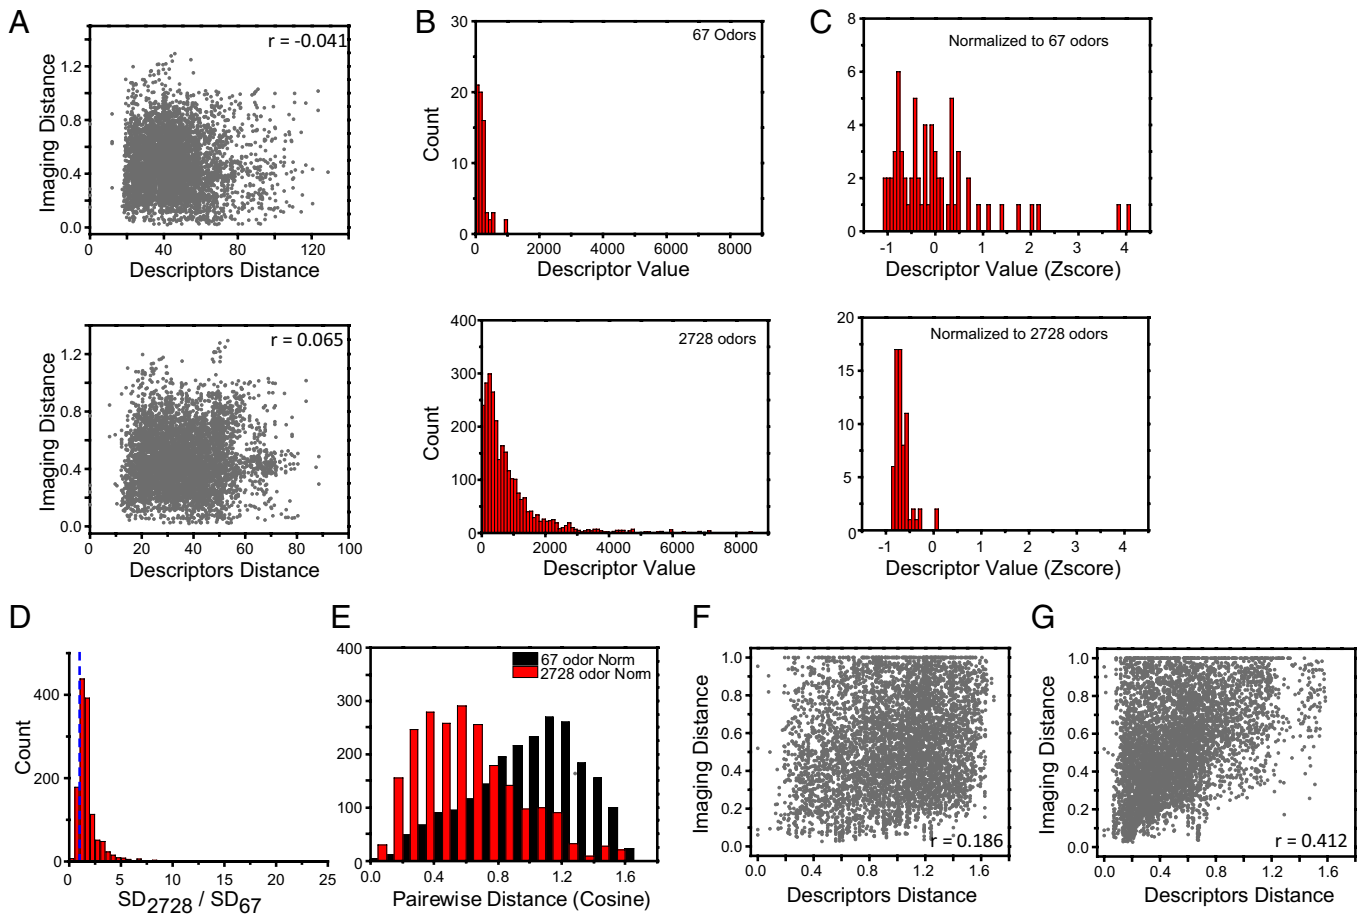 A
r = -0.041
1.2
0.8
0.4
0.0
Imaging Distance
0 40 80 120
Descriptors Distance
B
30
20
10
0
Count
67 Odors
0 2000 4000 6000 8000
Descriptor Value
C
8
6
4
2
0
Normalized to 67 odors
-1 0 1 2 3 4
Descriptor Value (Zscore)
r = 0.065
1.2
0.8
0.4
0.0
Imaging Distance
0 20 40 60 80 100
Descriptors Distance
400
300
200
100
0
Count
2728 odors
0 2000 4000 6000 8000
Descriptor Value
20
15
10
5
0
Normalized to 2728 odors
-1 0 1 2 3 4
Descriptor Value (Zscore)
D
400
200
0
Count
0 5 10 15 20 25
SD2728 / SD67
E
400
300
200
100
0
67 odor Norm
2728 odor Norm
0.0 0.4 0.8 1.2 1.6
Pairwise Distance (Cosine)
F
1.0
0.8
0.6
0.4
0.2
0.0
Imaging Distance
r = 0.186
0.0 0.4 0.8 1.2 1.6
Descriptors Distance
G
1.0
0.8
0.6
0.4
0.2
0.0
Imaging Distance
r = 0.412
0.0 0.4 0.8 1.2 1.6
Descriptors Distance